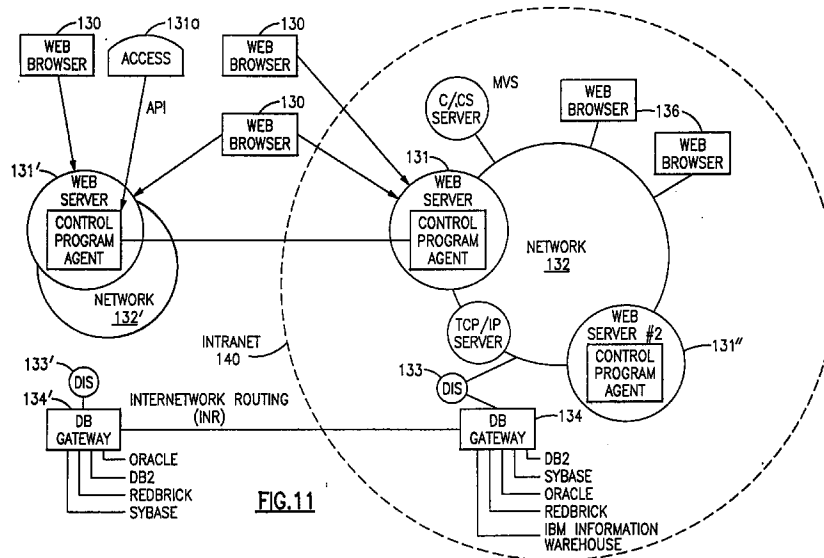 130
WEB
BROWSER
131a
ACCESS
API
130
WEB
BROWSER
130
WEB
BROWSER
C/.CS
SERVER
MVS
WEB
BROWSER
136
WEB
BROWSER
131'
WEB
SERVER
CONTROL
PROGRAM
AGENT
NETWORK
132'
131
WEB
SERVER
CONTROL
PROGRAM
AGENT
NETWORK
132
TCP/IP
SERVER
WEB
SERVER #2
CONTROL
PROGRAM
AGENT
131"
INTRANET
140
133'
DIS
134'
DB
GATEWAY
INTERNETWORK ROUTING
(INR)
133
DIS
134
DB
GATEWAY
ORACLE
DB2
REDBRICK
SYBASE
DB2
SYBASE
ORACLE
REDBRICK
IBM INFORMATION
WAREHOUSE
FIG.11